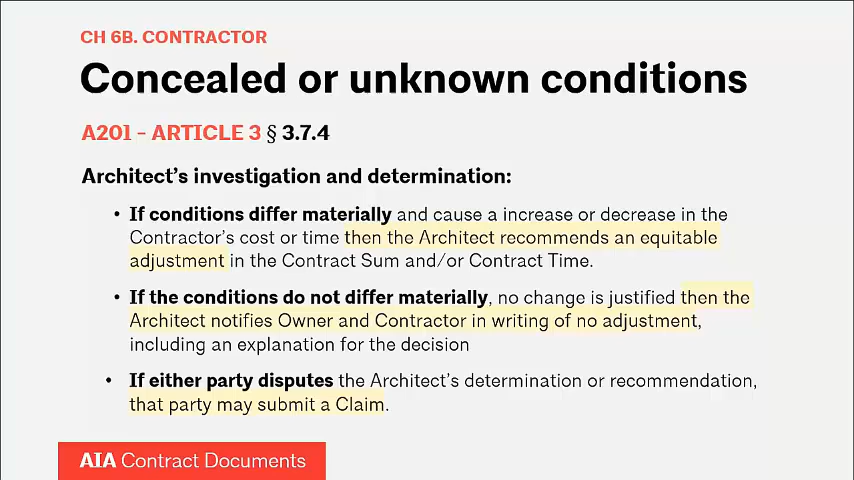 CH 6B. CONTRACTOR
Concealed or unknown conditions
A201 – ARTICLE 3 § 3.7.4
Architect's investigation and determination:
• If conditions differ materially and cause a increase or decrease in the
Contractor's cost or time then the Architect recommends an equitable
adjustment in the Contract Sum and/or Contract Time.
• If the conditions do not differ materially, no change is justified then the
Architect notifies Owner and Contractor in writing of no adjustment,
including an explanation for the decision
• If either party disputes the Architect's determination or recommendation,
that party may submit a Claim.
AIA Contract Documents